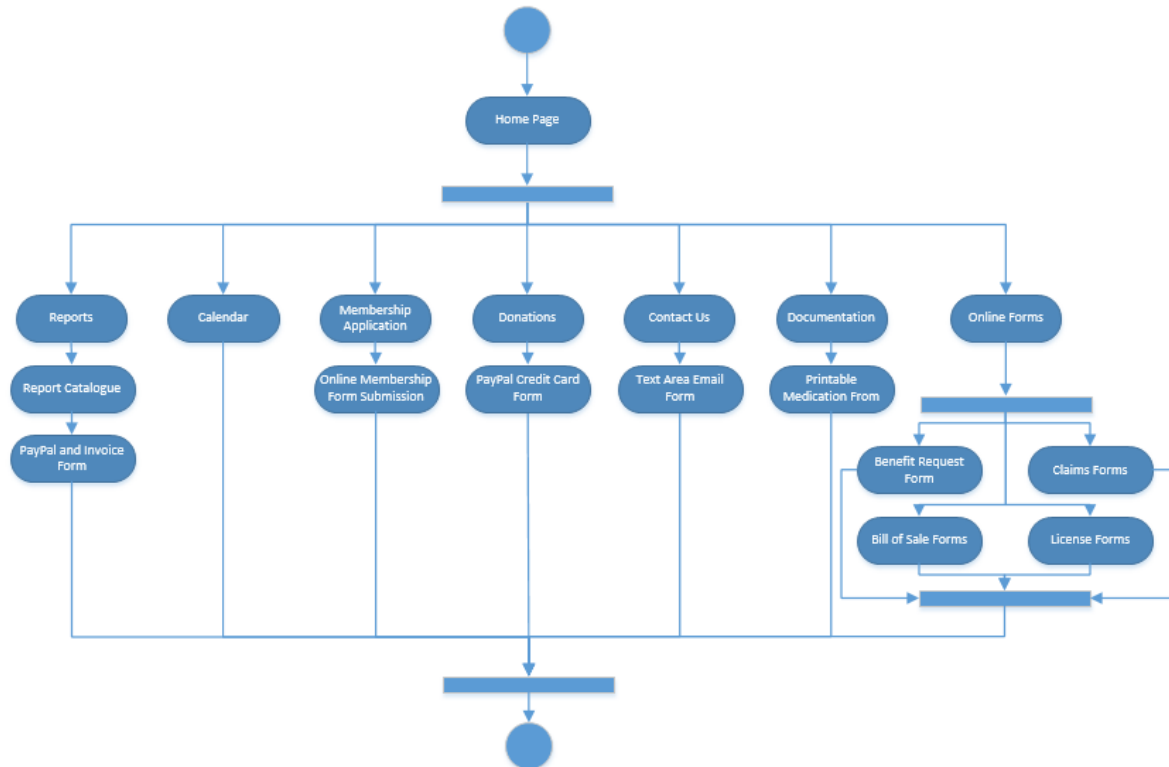 Home Page
Reports
Calendar
Membership
Application
Donations
Contact Us
Documentation
Online Forms
Report Catalogue
Online Membership
Form Submission
PayPal Credit Card
Form
Text Area Email
Form
Printable
Medication From
PayPal and Invoice
Form
Benefit Request
Form
Claims Forms
Bill of Sale Forms
License Forms